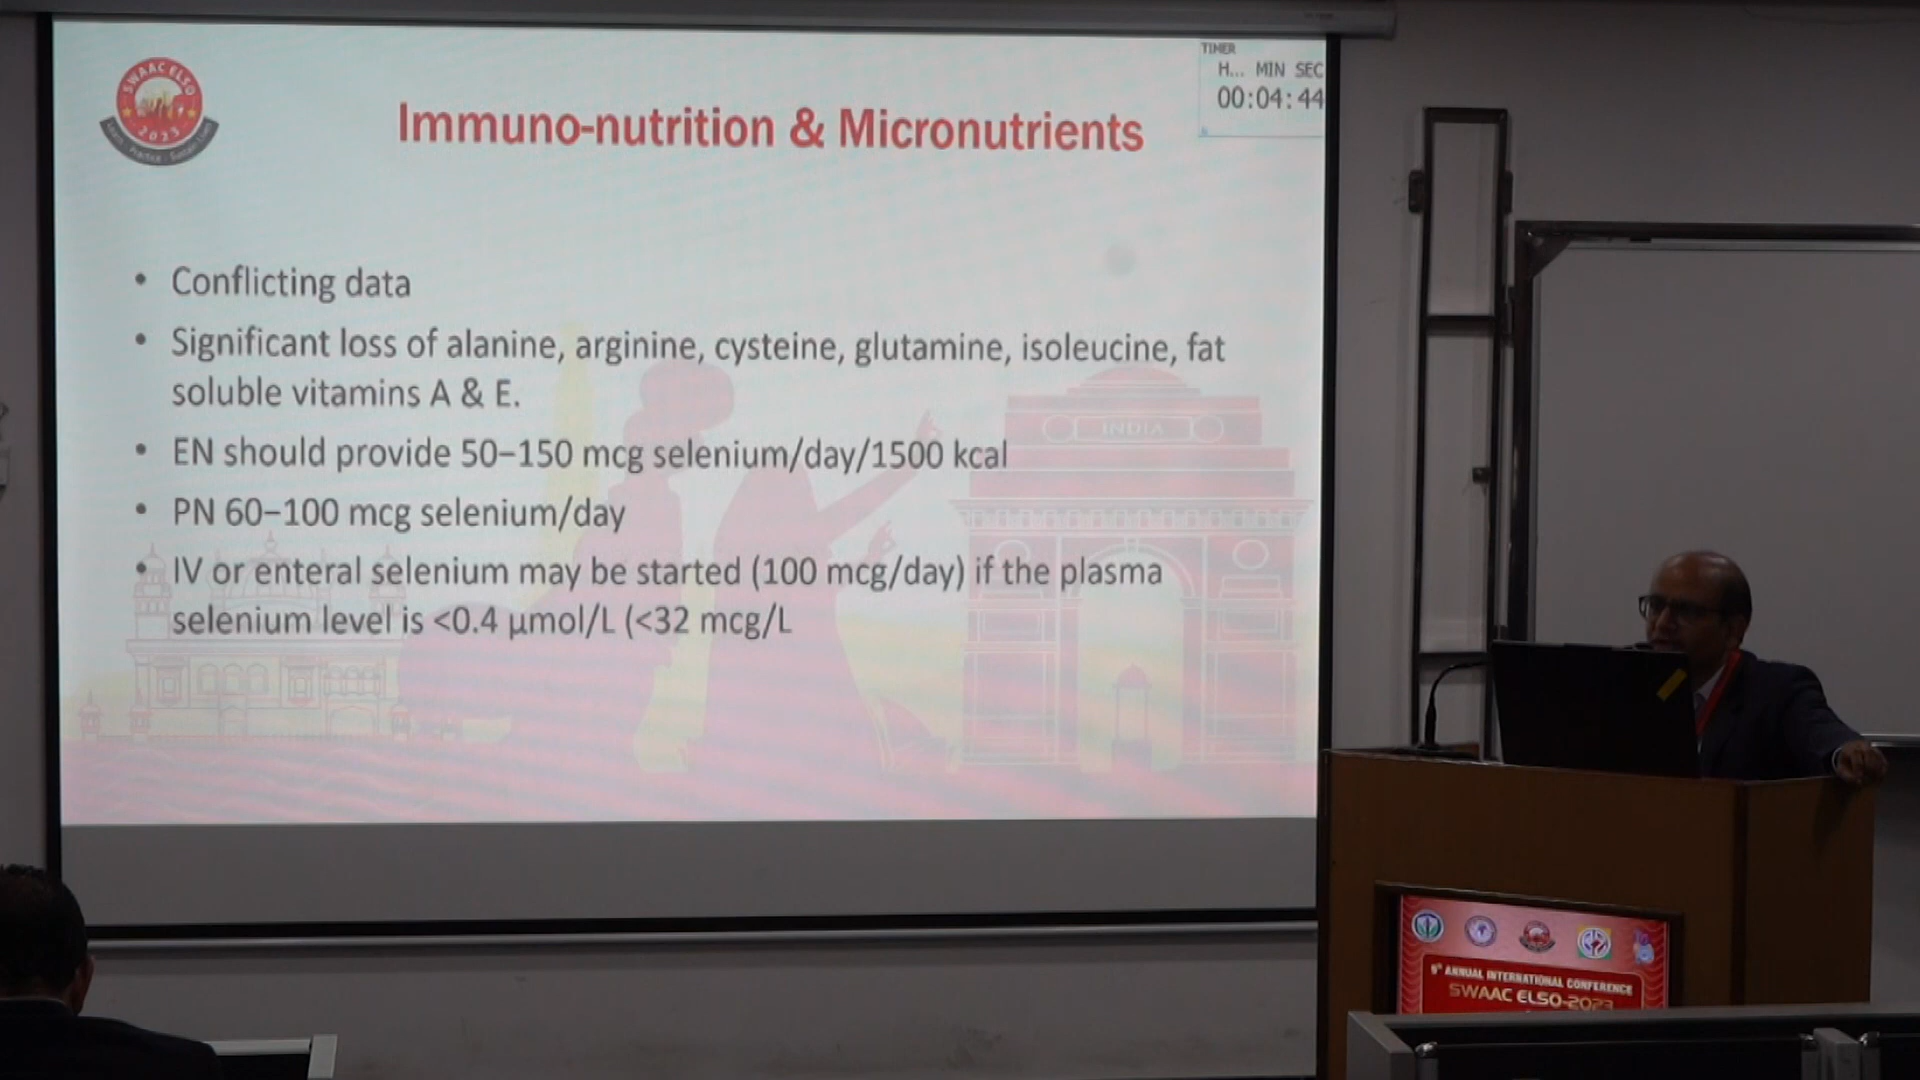 SWAAC ELSO
2023
TIMER
H... MIN SEC
00:04:44
Immuno-nutrition & Micronutrients
• Conflicting data
• Significant loss of alanine, arginine, cysteine, glutamine, isoleucine, fat
soluble vitamins A & E.
• EN should provide 50–150 mcg selenium/day/1500 kcal
• PN 60–100 mcg selenium/day
• IV or enteral selenium may be started (100 mcg/day) if the plasma
selenium level is <0.4 µmol/L (<32 mcg/L
INDIA
ANNUAL INTERNATIONAL CONFERENCE
SWAAC ELSO-2023